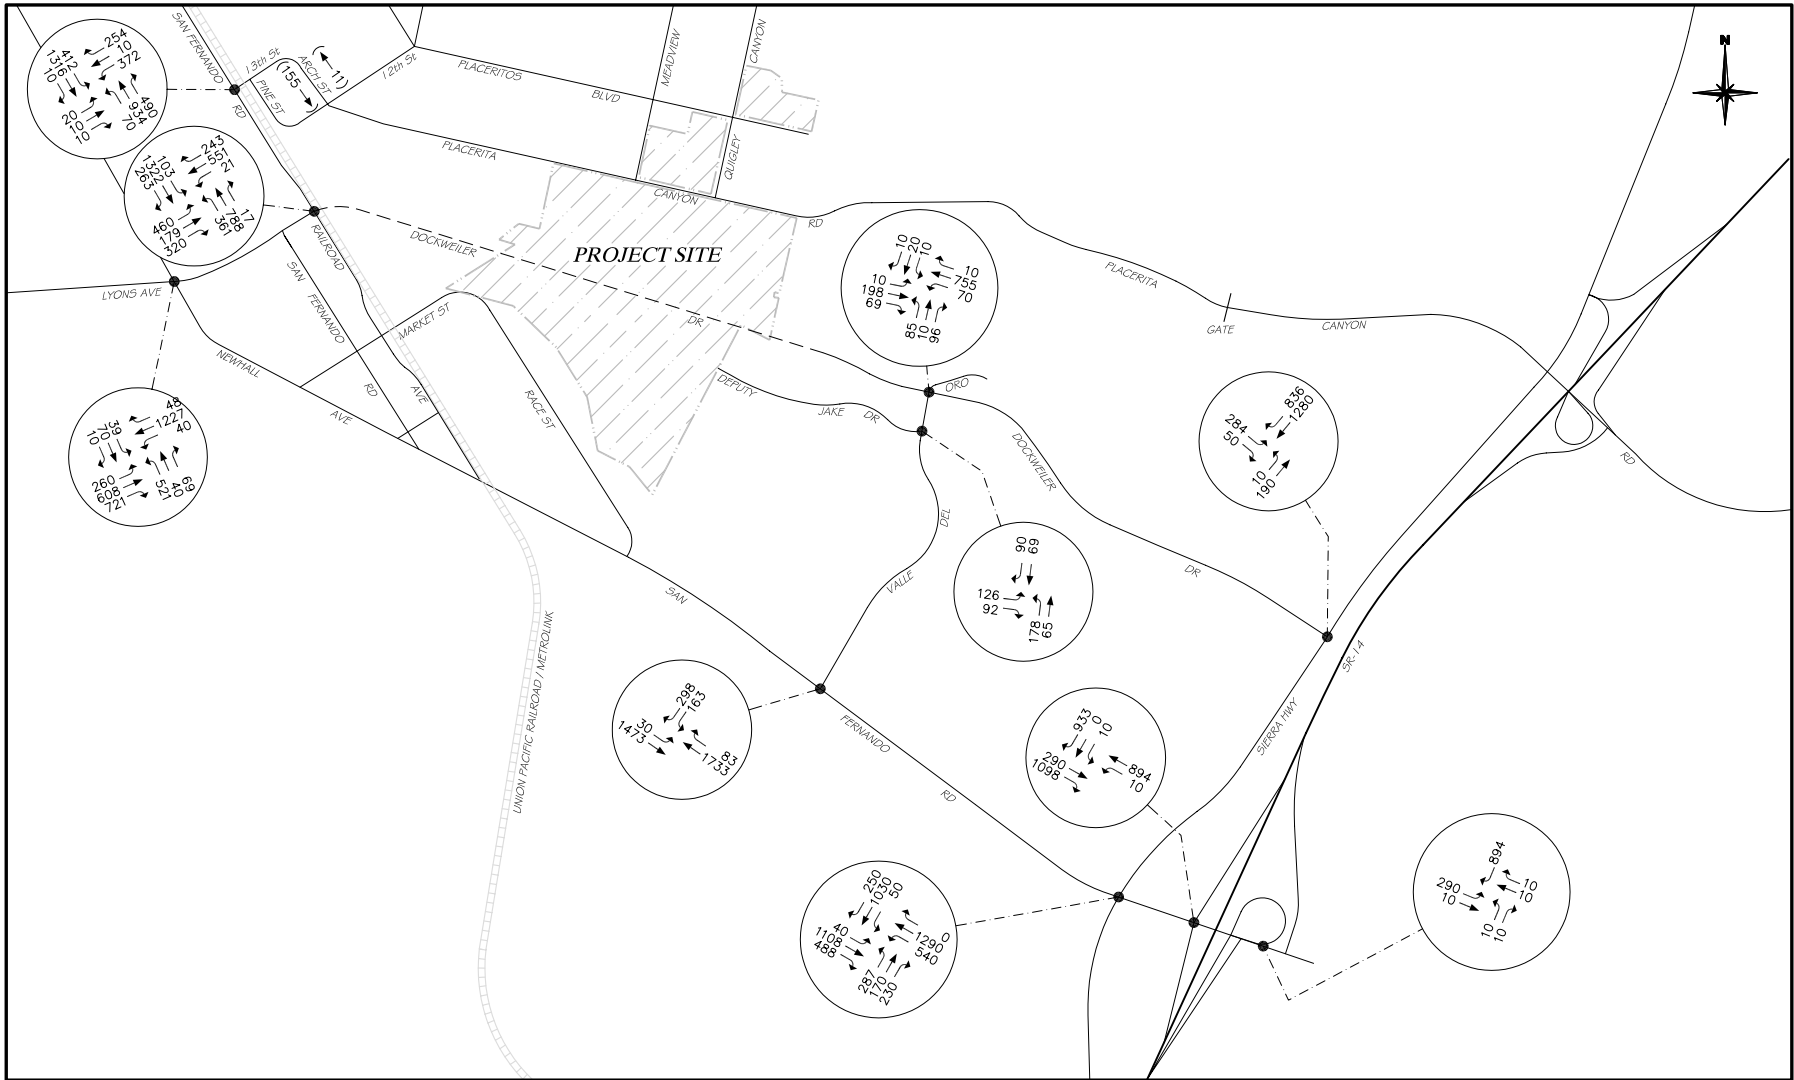 N
SAN FERNANDO
RD
13th St
PINE ST
ARCH ST
(155
11)
12th St
PLACERITOS
BLVD
MEADVIEW
CANYON
QUIGLEY
PLACERITA
CANYON
RD
PLACERITA
GATE
CANYON
RD
254
10
372
412
1316
10
20
10
10
490
934
70
243
551
21
103
1322
263
460
179
320
17
788
361
LYONS AVE
RAILROAD
AVE
SAN
FERNANDO
RD
MARKET ST
RACE ST
NEWHALL
AVE
DOCKWEILER
DR
PROJECT SITE
10
20
10
10
755
70
10
198
69
85
10
96
DEPUTY
JAKE
DR
ORO
DOCKWEILER
DR
DEL
VALLE
836
1280
284
50
10
190
48
1227
40
39
70
10
260
608
721
69
40
521
90
69
126
92
178
65
SAN
FERNANDO
RD
UNION PACIFIC RAILROAD / METROLINK
SR-14
SIERRA HWY
298
163
30
1473
83
1733
933
0
10
290
1098
894
10
250
1030
50
40
1108
488
0
1290
540
287
170
230
894
290
10
10
10
10
10